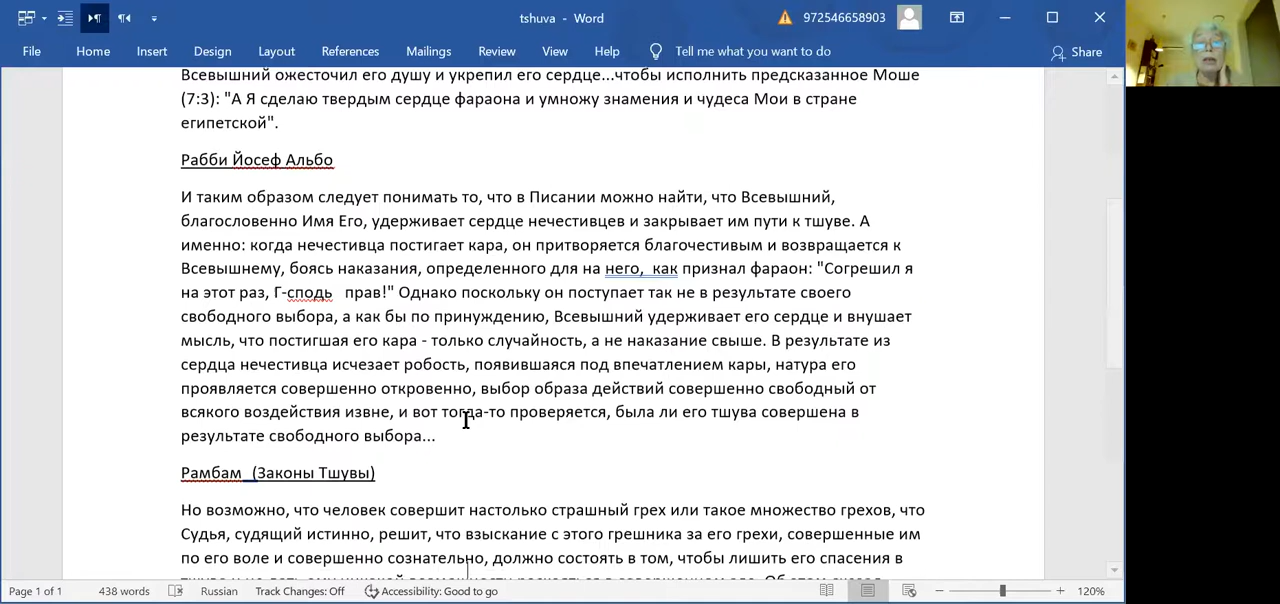 tshuva - Word
972546658903
File Home Insert Design Layout References Mailings Review View Help Tell me what you want to do Share
Всевышний ожесточил его душу и укрепил его сердце...чтобы исполнить предсказанное Моше
(7:3): "А Я сделаю твердым сердце фараона и умножу знамения и чудеса Мои в стране
египетской".
Рабби Йосеф Альбо
И таким образом следует понимать то, что в Писании можно найти, что Всевышний,
благословенно Имя Его, удерживает сердце нечестивцев и закрывает им пути к тшуве. А
именно: когда нечестивца постигает кара, он притворяется благочестивым и возвращается к
Всевышнему, боясь наказания, определенного для на него, как признал фараон: "Согрешил я
на этот раз, Г-сподь прав!" Однако поскольку он поступает так не в результате своего
свободного выбора, а как бы по принуждению, Всевышний удерживает его сердце и внушает
мысль, что постигшая его кара - только случайность, а не наказание свыше. В результате из
сердца нечестивца исчезает робость, появившаяся под впечатлением кары, натура его
проявляется совершенно откровенно, выбор образа действий совершенно свободный от
всякого воздействия извне, и вот тогда-то проверяется, была ли его тшува совершена в
результате свободного выбора...
Рамбам (Законы Тшувы)
Но возможно, что человек совершит настолько страшный грех или такое множество грехов, что
Судья, судящий истинно, решит, что взыскание с этого грешника за его грехи, совершенные им
по его воле и совершенно сознательно, должно состоять в том, чтобы лишить его спасения в
Page 1 of 1 438 words Russian Track Changes: Off Accessibility: Good to go 120%